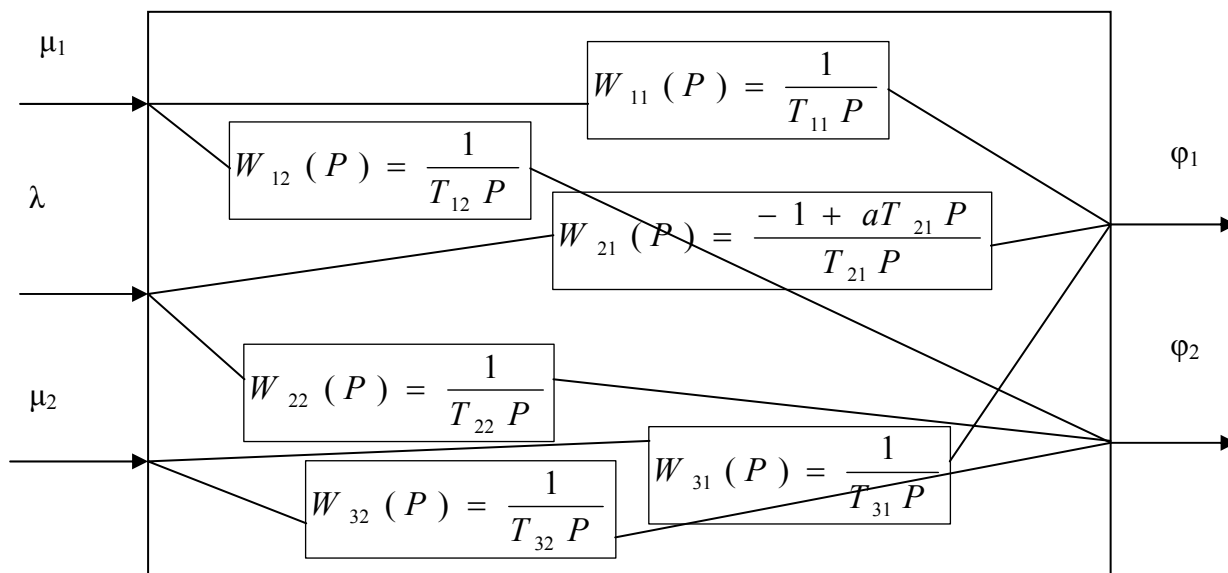 μ₁
W₁₁ (P) = 1 / (T₁₁ P)
W₁₂ (P) = 1 / (T₁₂ P)
φ₁
λ
W₂₁ (P) = (− 1 + aT₂₁ P) / (T₂₁ P)
φ₂
W₂₂ (P) = 1 / (T₂₂ P)
μ₂
W₃₁ (P) = 1 / (T₃₁ P)
W₃₂ (P) = 1 / (T₃₂ P)